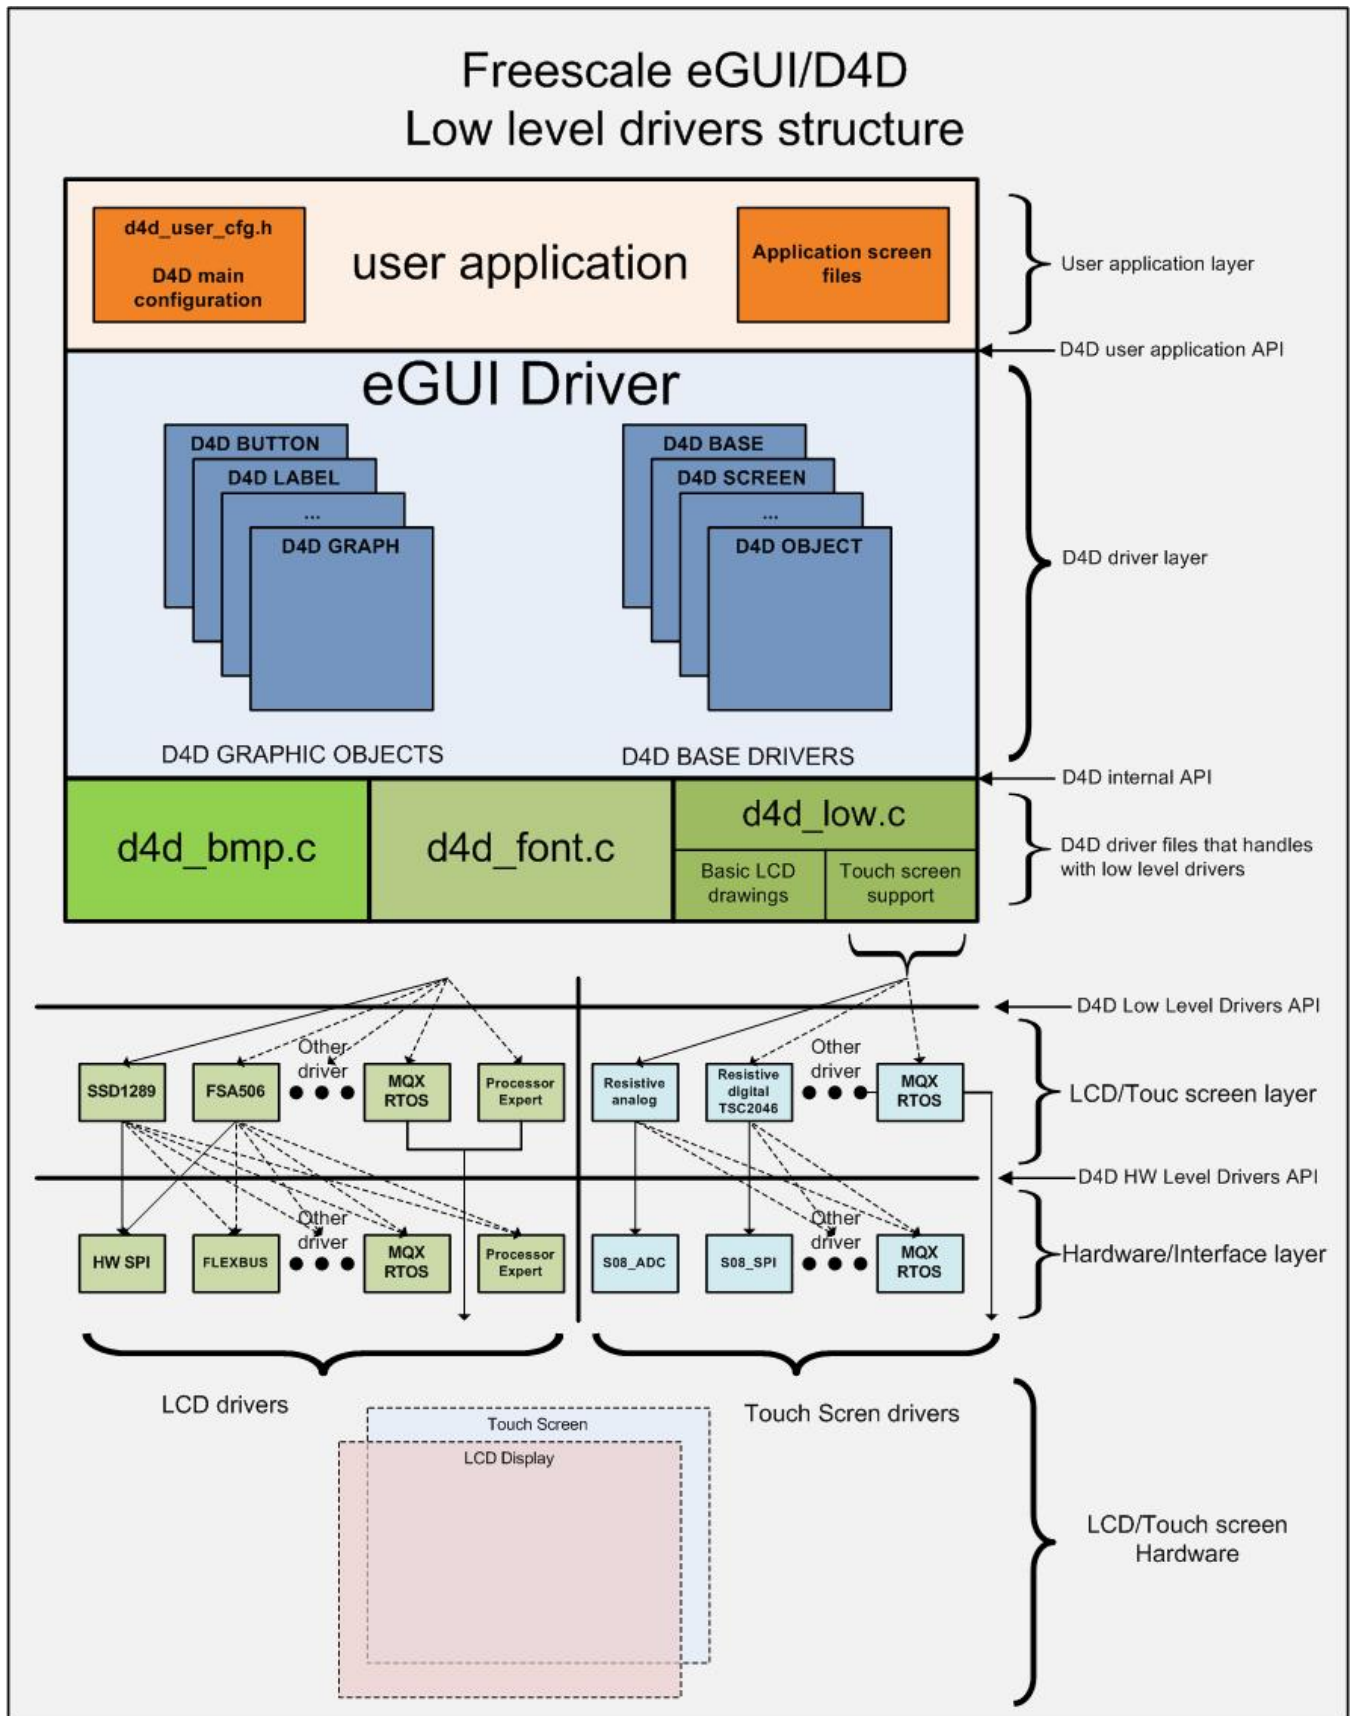 Freescale eGUI/D4D
Low level drivers structure
d4d_user_cfg.h
D4D main
configuration
user application
Application screen
files
User application layer
D4D user application API
eGUI Driver
D4D BUTTON
D4D LABEL
...
D4D GRAPH
D4D BASE
D4D SCREEN
...
D4D OBJECT
D4D driver layer
D4D GRAPHIC OBJECTS
D4D BASE DRIVERS
D4D internal API
d4d_bmp.c
d4d_font.c
d4d_low.c
Basic LCD
drawings
Touch screen
support
D4D driver files that handles
with low level drivers
D4D Low Level Drivers API
SSD1289
FSA506
Other
driver
MQX
RTOS
Processor
Expert
Resistive
analog
Resistive
digital
TSC2046
Other
driver
MQX
RTOS
LCD/Touc screen layer
D4D HW Level Drivers API
HW SPI
FLEXBUS
Other
driver
MQX
RTOS
Processor
Expert
S08_ADC
S08_SPI
Other
driver
MQX
RTOS
Hardware/Interface layer
LCD drivers
Touch Scren drivers
Touch Screen
LCD Display
LCD/Touch screen
Hardware